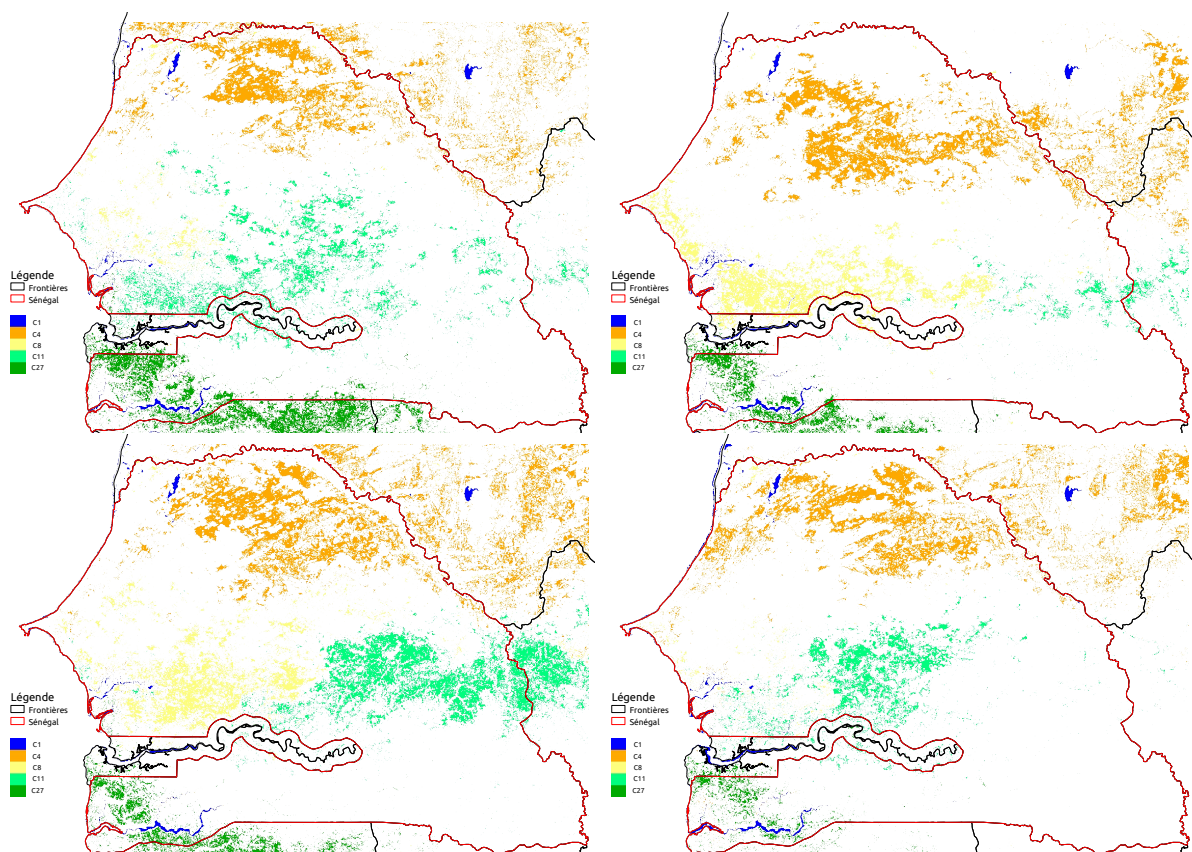 Légende
Frontières
Sénégal
C1
C4
C8
C11
C27
Légende
Frontières
Sénégal
C1
C4
C8
C11
C27
Légende
Frontières
Sénégal
C1
C4
C8
C11
C27
Légende
Frontières
Sénégal
C1
C4
C8
C11
C27